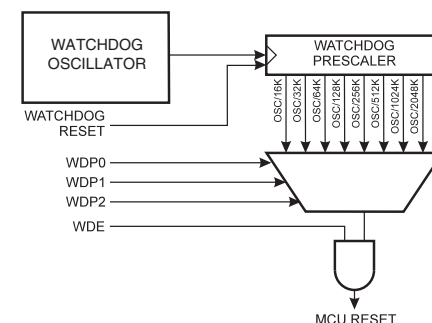 WATCHDOG
OSCILLATOR
WATCHDOG
PRESCALER
WATCHDOG
RESET
OSC/16K
OSC/32K
OSC/64K
OSC/128K
OSC/256K
OSC/512K
OSC/1024K
OSC/2048K
WDP0
WDP1
WDP2
WDE
MCU RESET